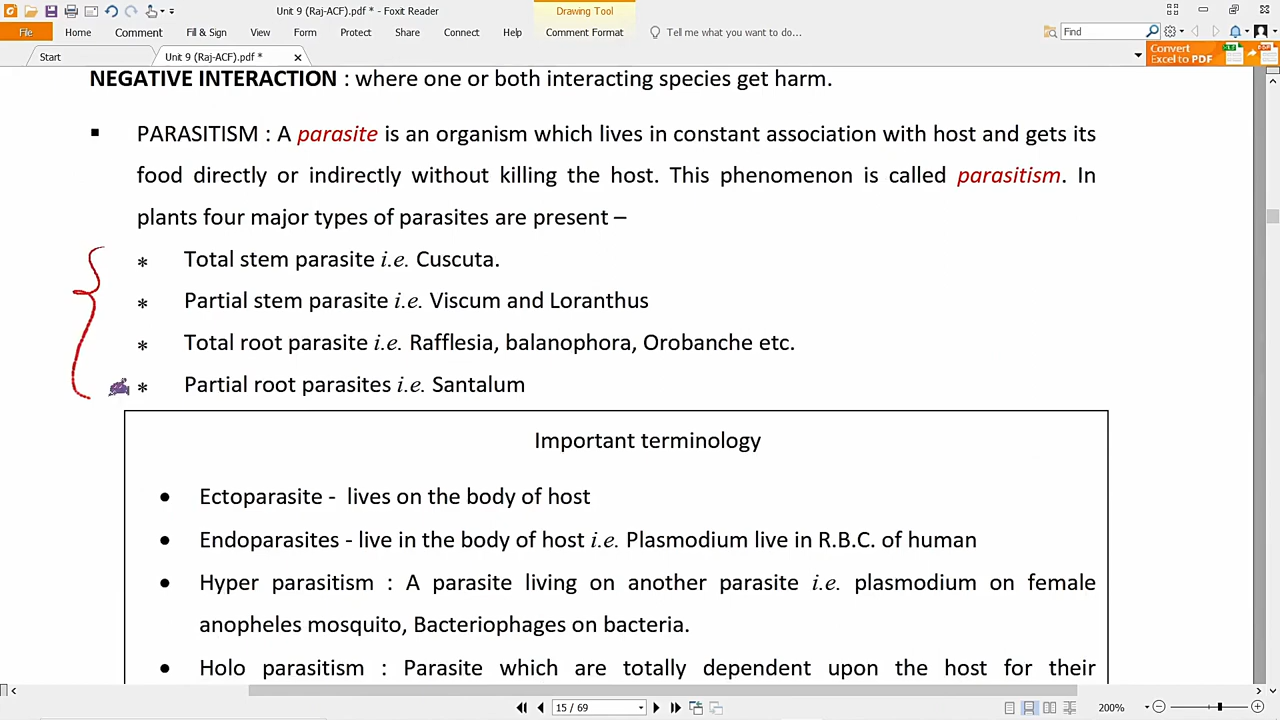 Unit 9 (Raj-ACF).pdf * - Foxit Reader
Drawing Tool
File Home Comment Fill & Sign View Form Protect Share Connect Help Comment Format Tell me what you want to do... Find
Start Unit 9 (Raj-ACF).pdf *
Convert
Excel to PDF
NEGATIVE INTERACTION : where one or both interacting species get harm.
▪ PARASITISM : A parasite is an organism which lives in constant association with host and gets its
food directly or indirectly without killing the host. This phenomenon is called parasitism. In
plants four major types of parasites are present –
* Total stem parasite i.e. Cuscuta.
* Partial stem parasite i.e. Viscum and Loranthus
* Total root parasite i.e. Rafflesia, balanophora, Orobanche etc.
* Partial root parasites i.e. Santalum
Important terminology
• Ectoparasite - lives on the body of host
• Endoparasites - live in the body of host i.e. Plasmodium live in R.B.C. of human
• Hyper parasitism : A parasite living on another parasite i.e. plasmodium on female
anopheles mosquito, Bacteriophages on bacteria.
• Holo parasitism : Parasite which are totally dependent upon the host for their
15 / 69
200%